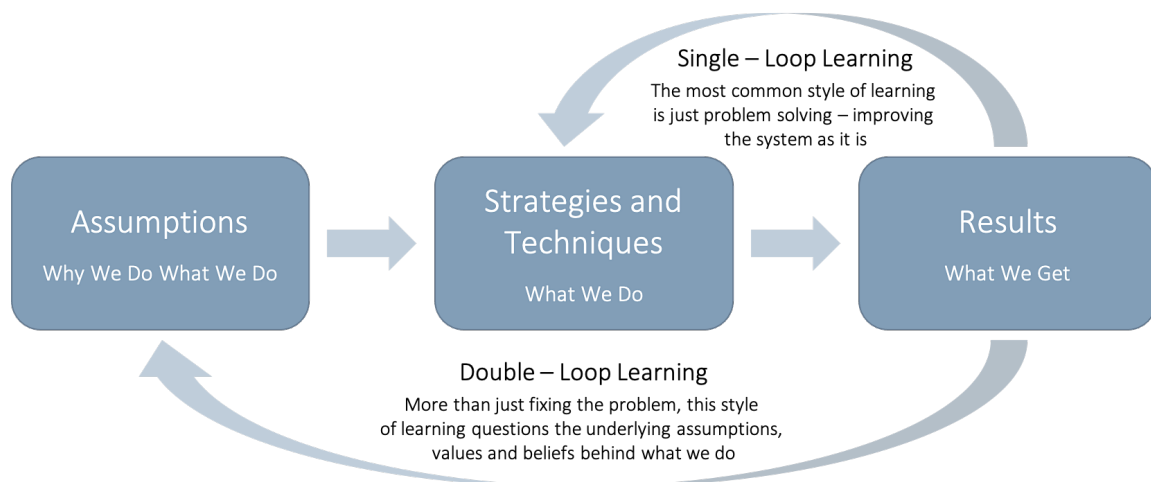 Single – Loop Learning
The most common style of learning
is just problem solving – improving
the system as it is
Assumptions
Why We Do What We Do
Strategies and
Techniques
What We Do
Results
What We Get
Double – Loop Learning
More than just fixing the problem, this style
of learning questions the underlying assumptions,
values and beliefs behind what we do